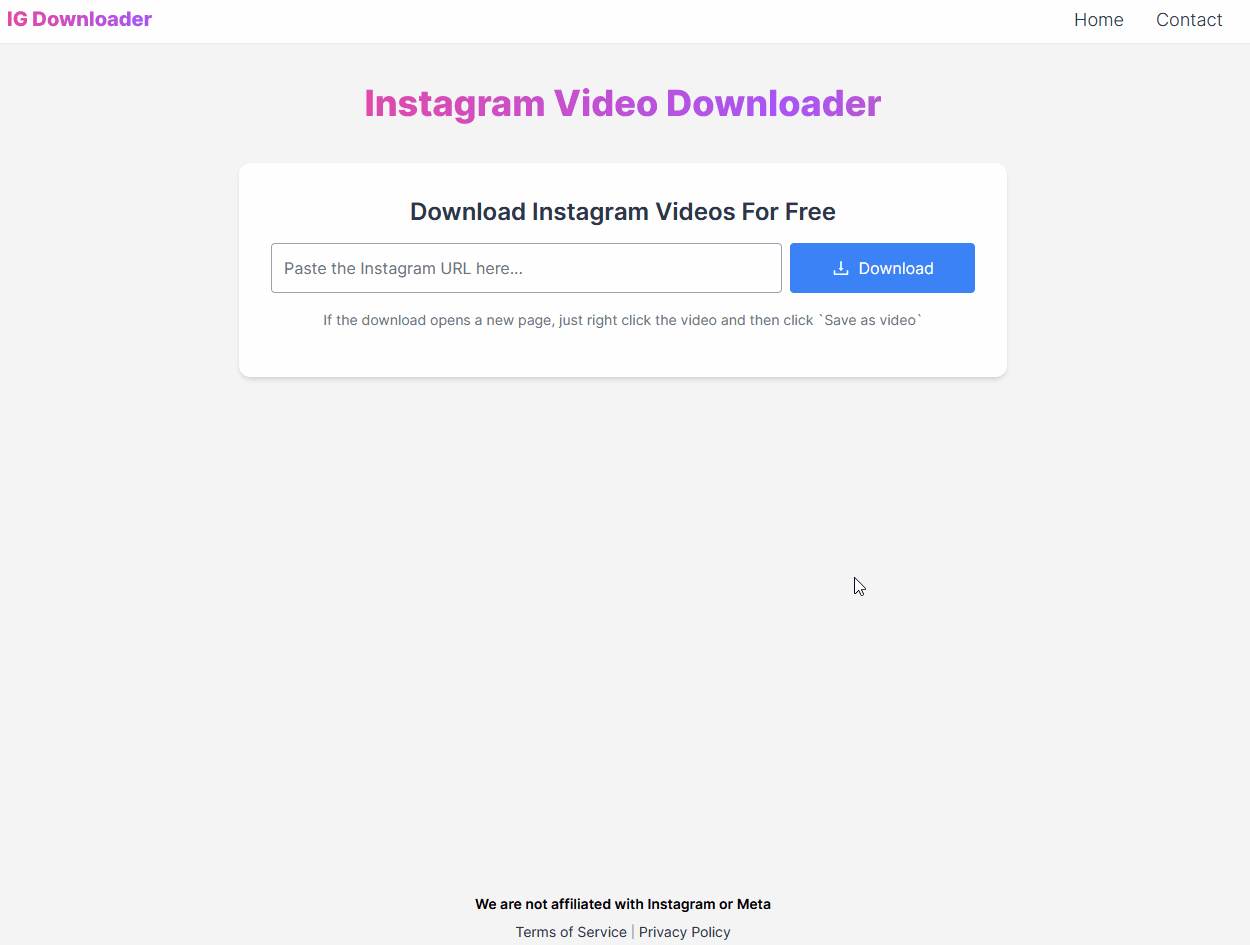 IG Downloader
Home
Contact
Instagram Video Downloader
Download Instagram Videos For Free
Paste the Instagram URL here...
Download
If the download opens a new page, just right click the video and then click `Save as video`
We are not affiliated with Instagram or Meta
Terms of Service | Privacy Policy